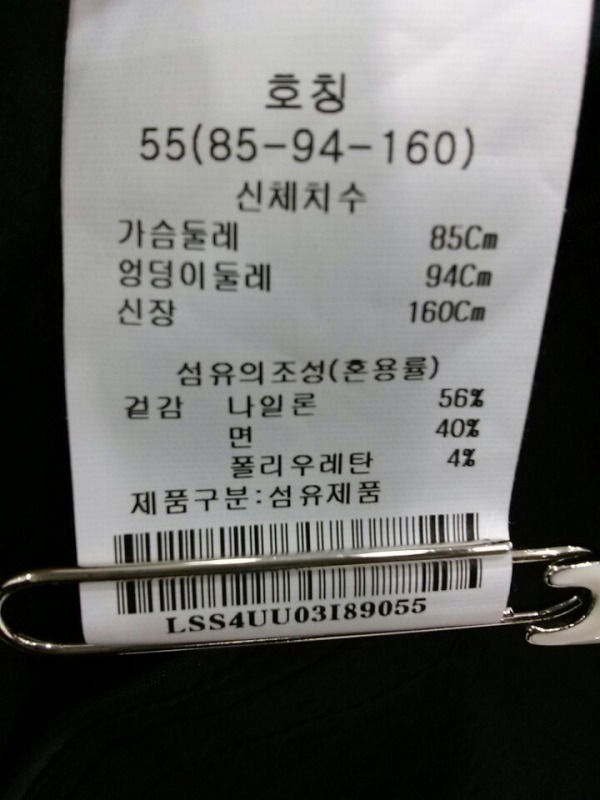 호칭
55(85-94-160)
신체치수
가슴둘레 85Cm
엉덩이둘레 94Cm
신장 160Cm
섬유의조성(혼용률)
겉감 나일론 56%
면 40%
폴리우레탄 4%
제품구분:섬유제품
LSS4UU03I89055